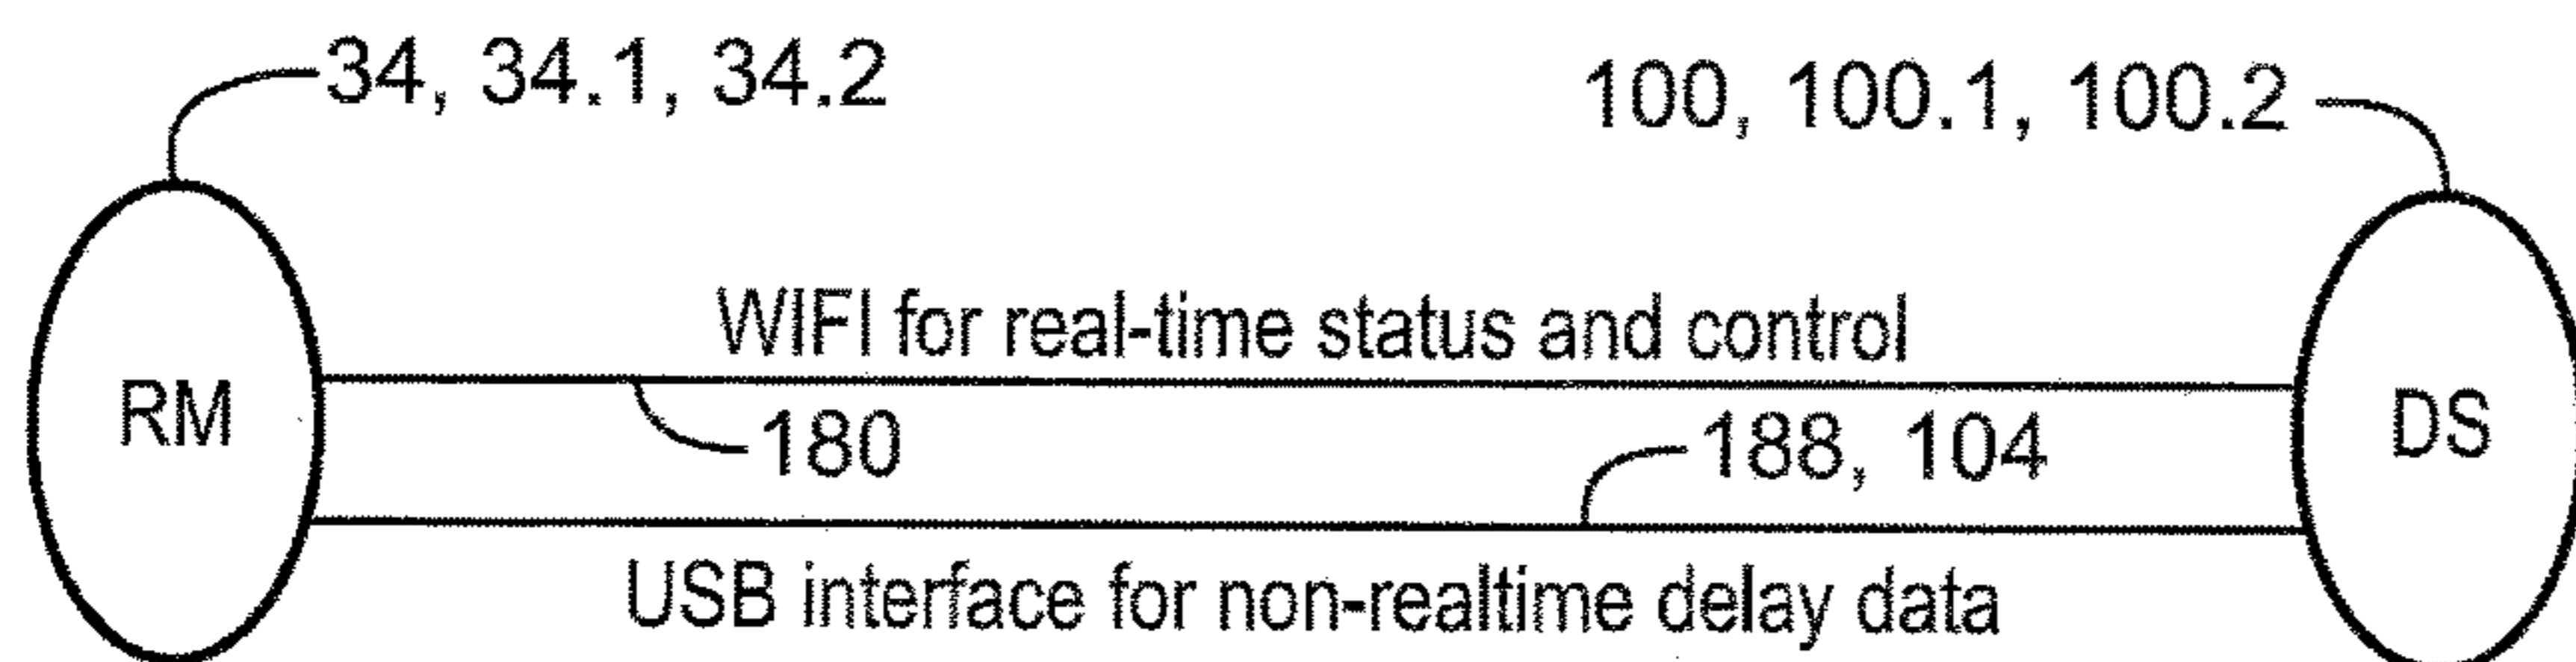 34, 34.1, 34.2
100, 100.1, 100.2
WIFI for real-time status and control
RM
180
188, 104
DS
USB interface for non-realtime delay data